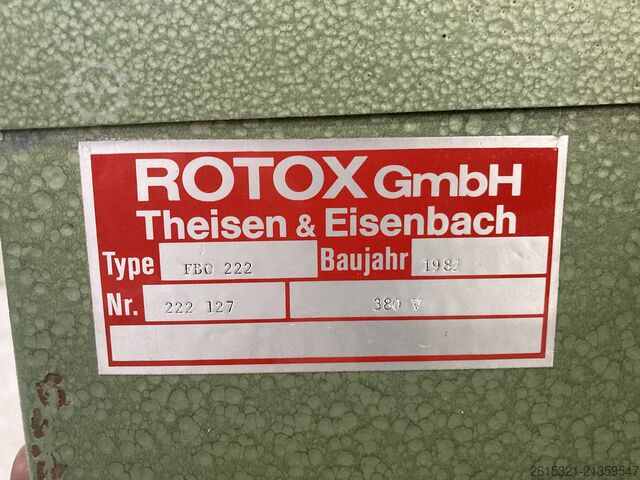 ROTOX GmbH
Theisen & Eisenbach
Type FBO 222 Baujahr
Nr. 222 127 380 V
2615321-21359547